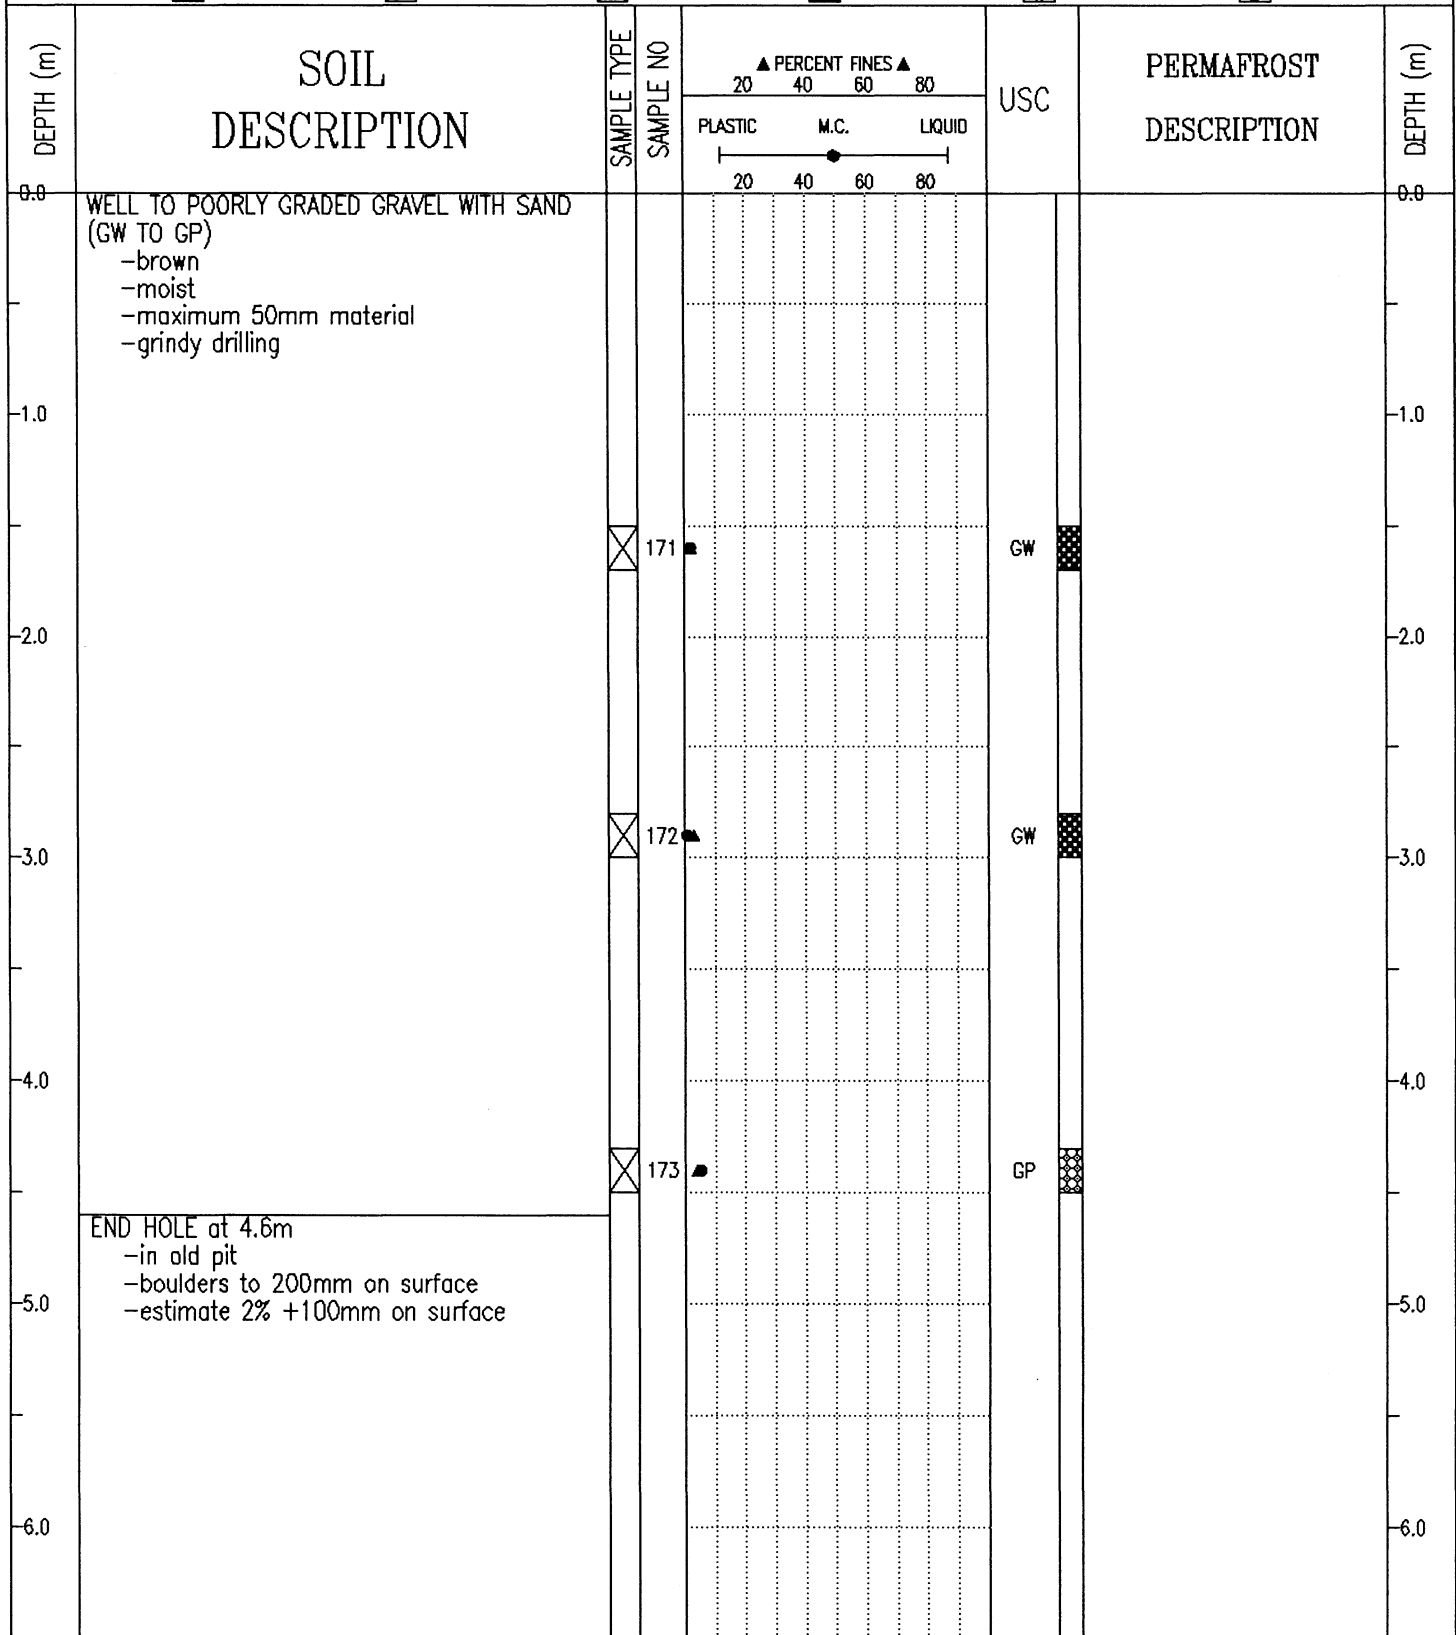 DEPTH (m)
SOIL
DESCRIPTION
SAMPLE TYPE
SAMPLE NO
▲ PERCENT FINES ▲
20 40 60 80
PLASTIC M.C. LIQUID
20 40 60 80
USC
PERMAFROST
DESCRIPTION
DEPTH (m)
0.0 0.0
WELL TO POORLY GRADED GRAVEL WITH SAND
(GW TO GP)
-brown
-moist
-maximum 50mm material
-grindy drilling
1.0 1.0
171 GW
2.0 2.0
172 GW
3.0 3.0
4.0 4.0
173 GP
END HOLE at 4.6m
-in old pit
-boulders to 200mm on surface
-estimate 2% +100mm on surface
5.0 5.0
6.0 6.0